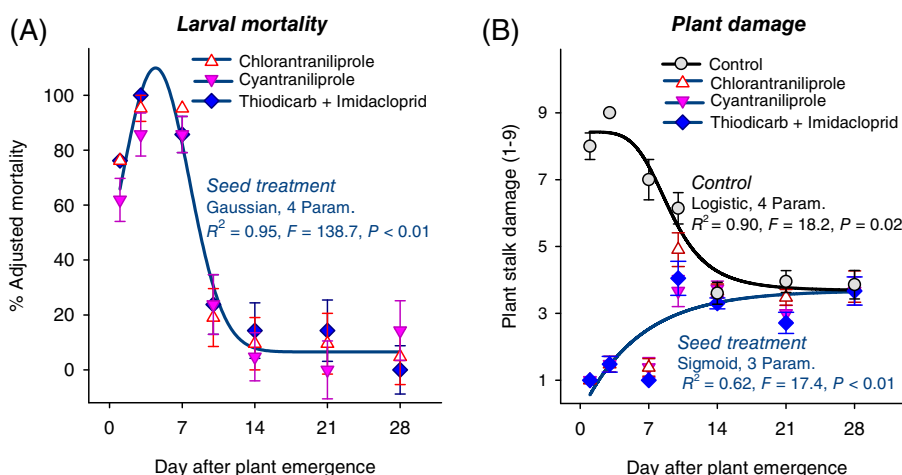 (A)
Larval mortality
Chlorantraniliprole
Cyantraniliprole
Thiodicarb + Imidacloprid
% Adjusted mortality
100
80
60
40
20
0
Seed treatment
Gaussian, 4 Param.
R² = 0.95, F = 138.7, P < 0.01
0 7 14 21 28
Day after plant emergence
(B)
Plant damage
Control
Chlorantraniliprole
Cyantraniliprole
Thiodicarb + Imidacloprid
Plant stalk damage (1-9)
9
7
5
3
1
Control
Logistic, 4 Param.
R² = 0.90, F = 18.2, P = 0.02
Seed treatment
Sigmoid, 3 Param.
R² = 0.62, F = 17.4, P < 0.01
0 7 14 21 28
Day after plant emergence